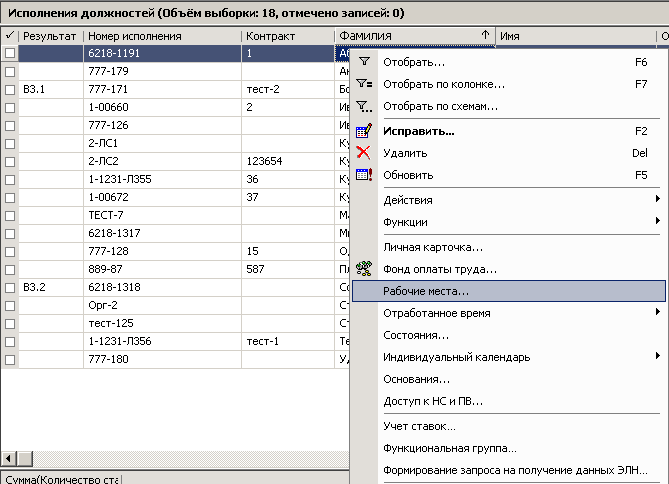 Исполнения должностей (Объём выборки: 18, отмечено записей: 0)
✓ Результат Номер исполнения Контракт Фамилия Имя О
6218-1191 1 Аб
777-179 Ан
ВЗ.1 777-171 тест-2 Бо
1-00660 2 Ив
777-126 Ив
2-ЛС1 Ку
2-ЛС2 123654 Ку
1-1231-Л355 36 Ку
1-00672 37 Ку
ТЕСТ-7 Ма
6218-1317 Ми
777-128 15 Од
889-87 587 Пл
ВЗ.2 6218-1318 Со
Орг-2 Ст
тест-125 Ст
1-1231-Л356 тест-1 Те
777-180 Уд
Отобрать... F6
Отобрать по колонке... F7
Отобрать по схемам...
Исправить... F2
Удалить Del
Обновить F5
Действия
Функции
Личная карточка...
Фонд оплаты труда...
Рабочие места...
Отработанное время
Состояния...
Индивидуальный календарь
Основания...
Доступ к НС и ПВ...
Учет ставок...
Функциональная группа...
Формирование запроса на получение данных ЭЛН...
Сумма(Количество ста